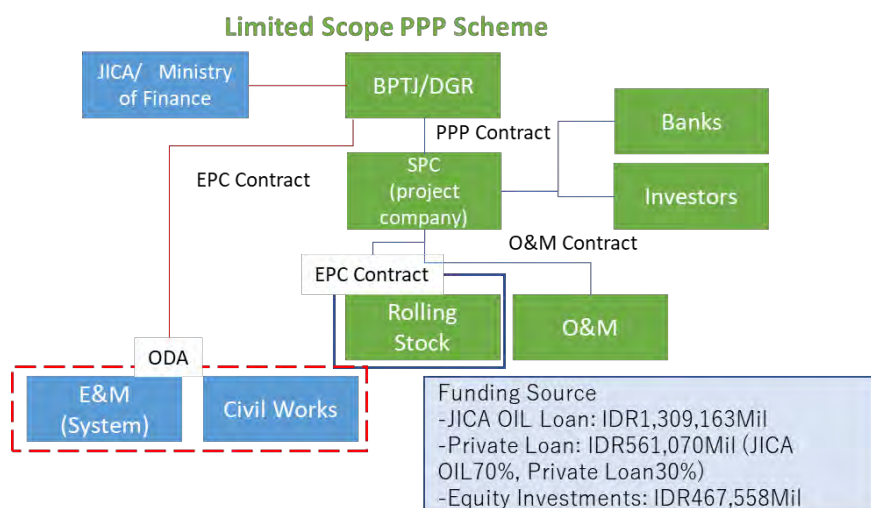 Limited Scope PPP Scheme
JICA/ Ministry
of Finance
BPTJ/DGR
Banks
PPP Contract
EPC Contract
SPC
(project
company)
Investors
O&M Contract
EPC Contract
Rolling
Stock
O&M
ODA
E&M
(System)
Civil Works
Funding Source
-JICA OIL Loan: IDR1,309,163Mil
-Private Loan: IDR561,070Mil (JICA
OIL70%, Private Loan30%)
-Equity Investments: IDR467,558Mil